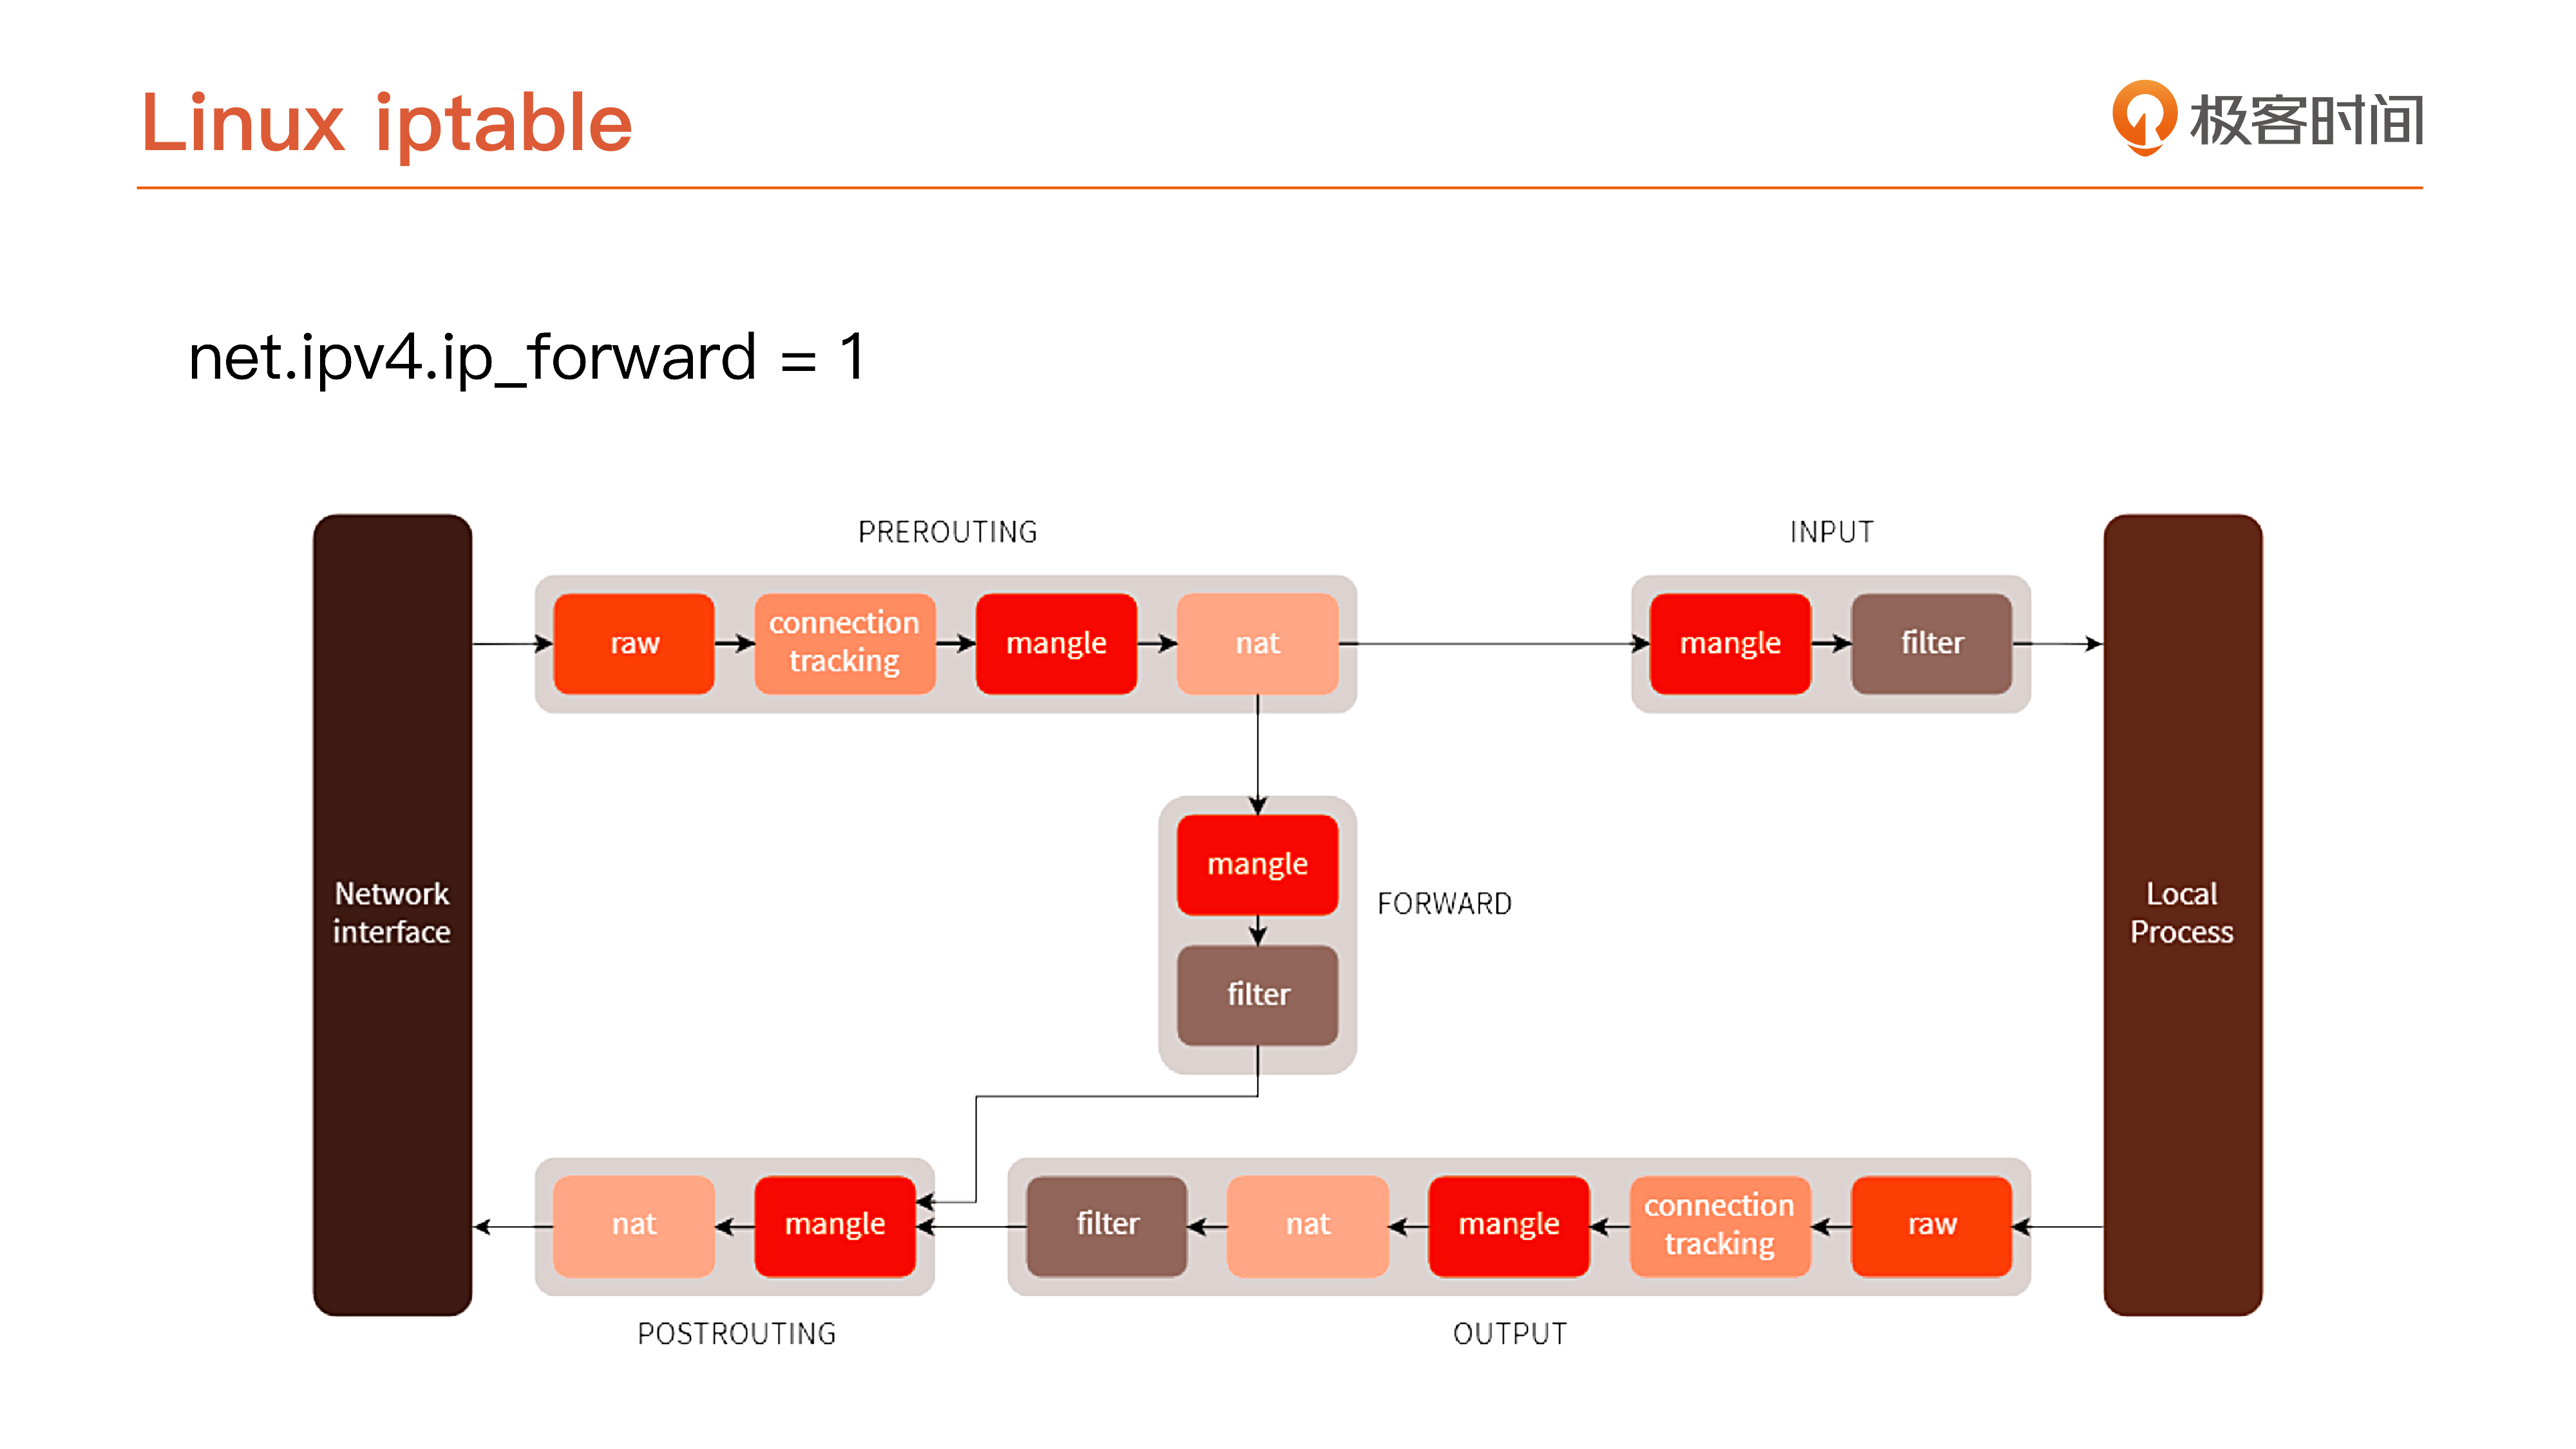 Linux iptable
极客时间
net.ipv4.ip_forward = 1
PREROUTING
INPUT
raw
connection
tracking
mangle
nat
mangle
filter
Network
interface
mangle
filter
FORWARD
Local
Process
nat
mangle
filter
nat
mangle
connection
tracking
raw
POSTROUTING
OUTPUT